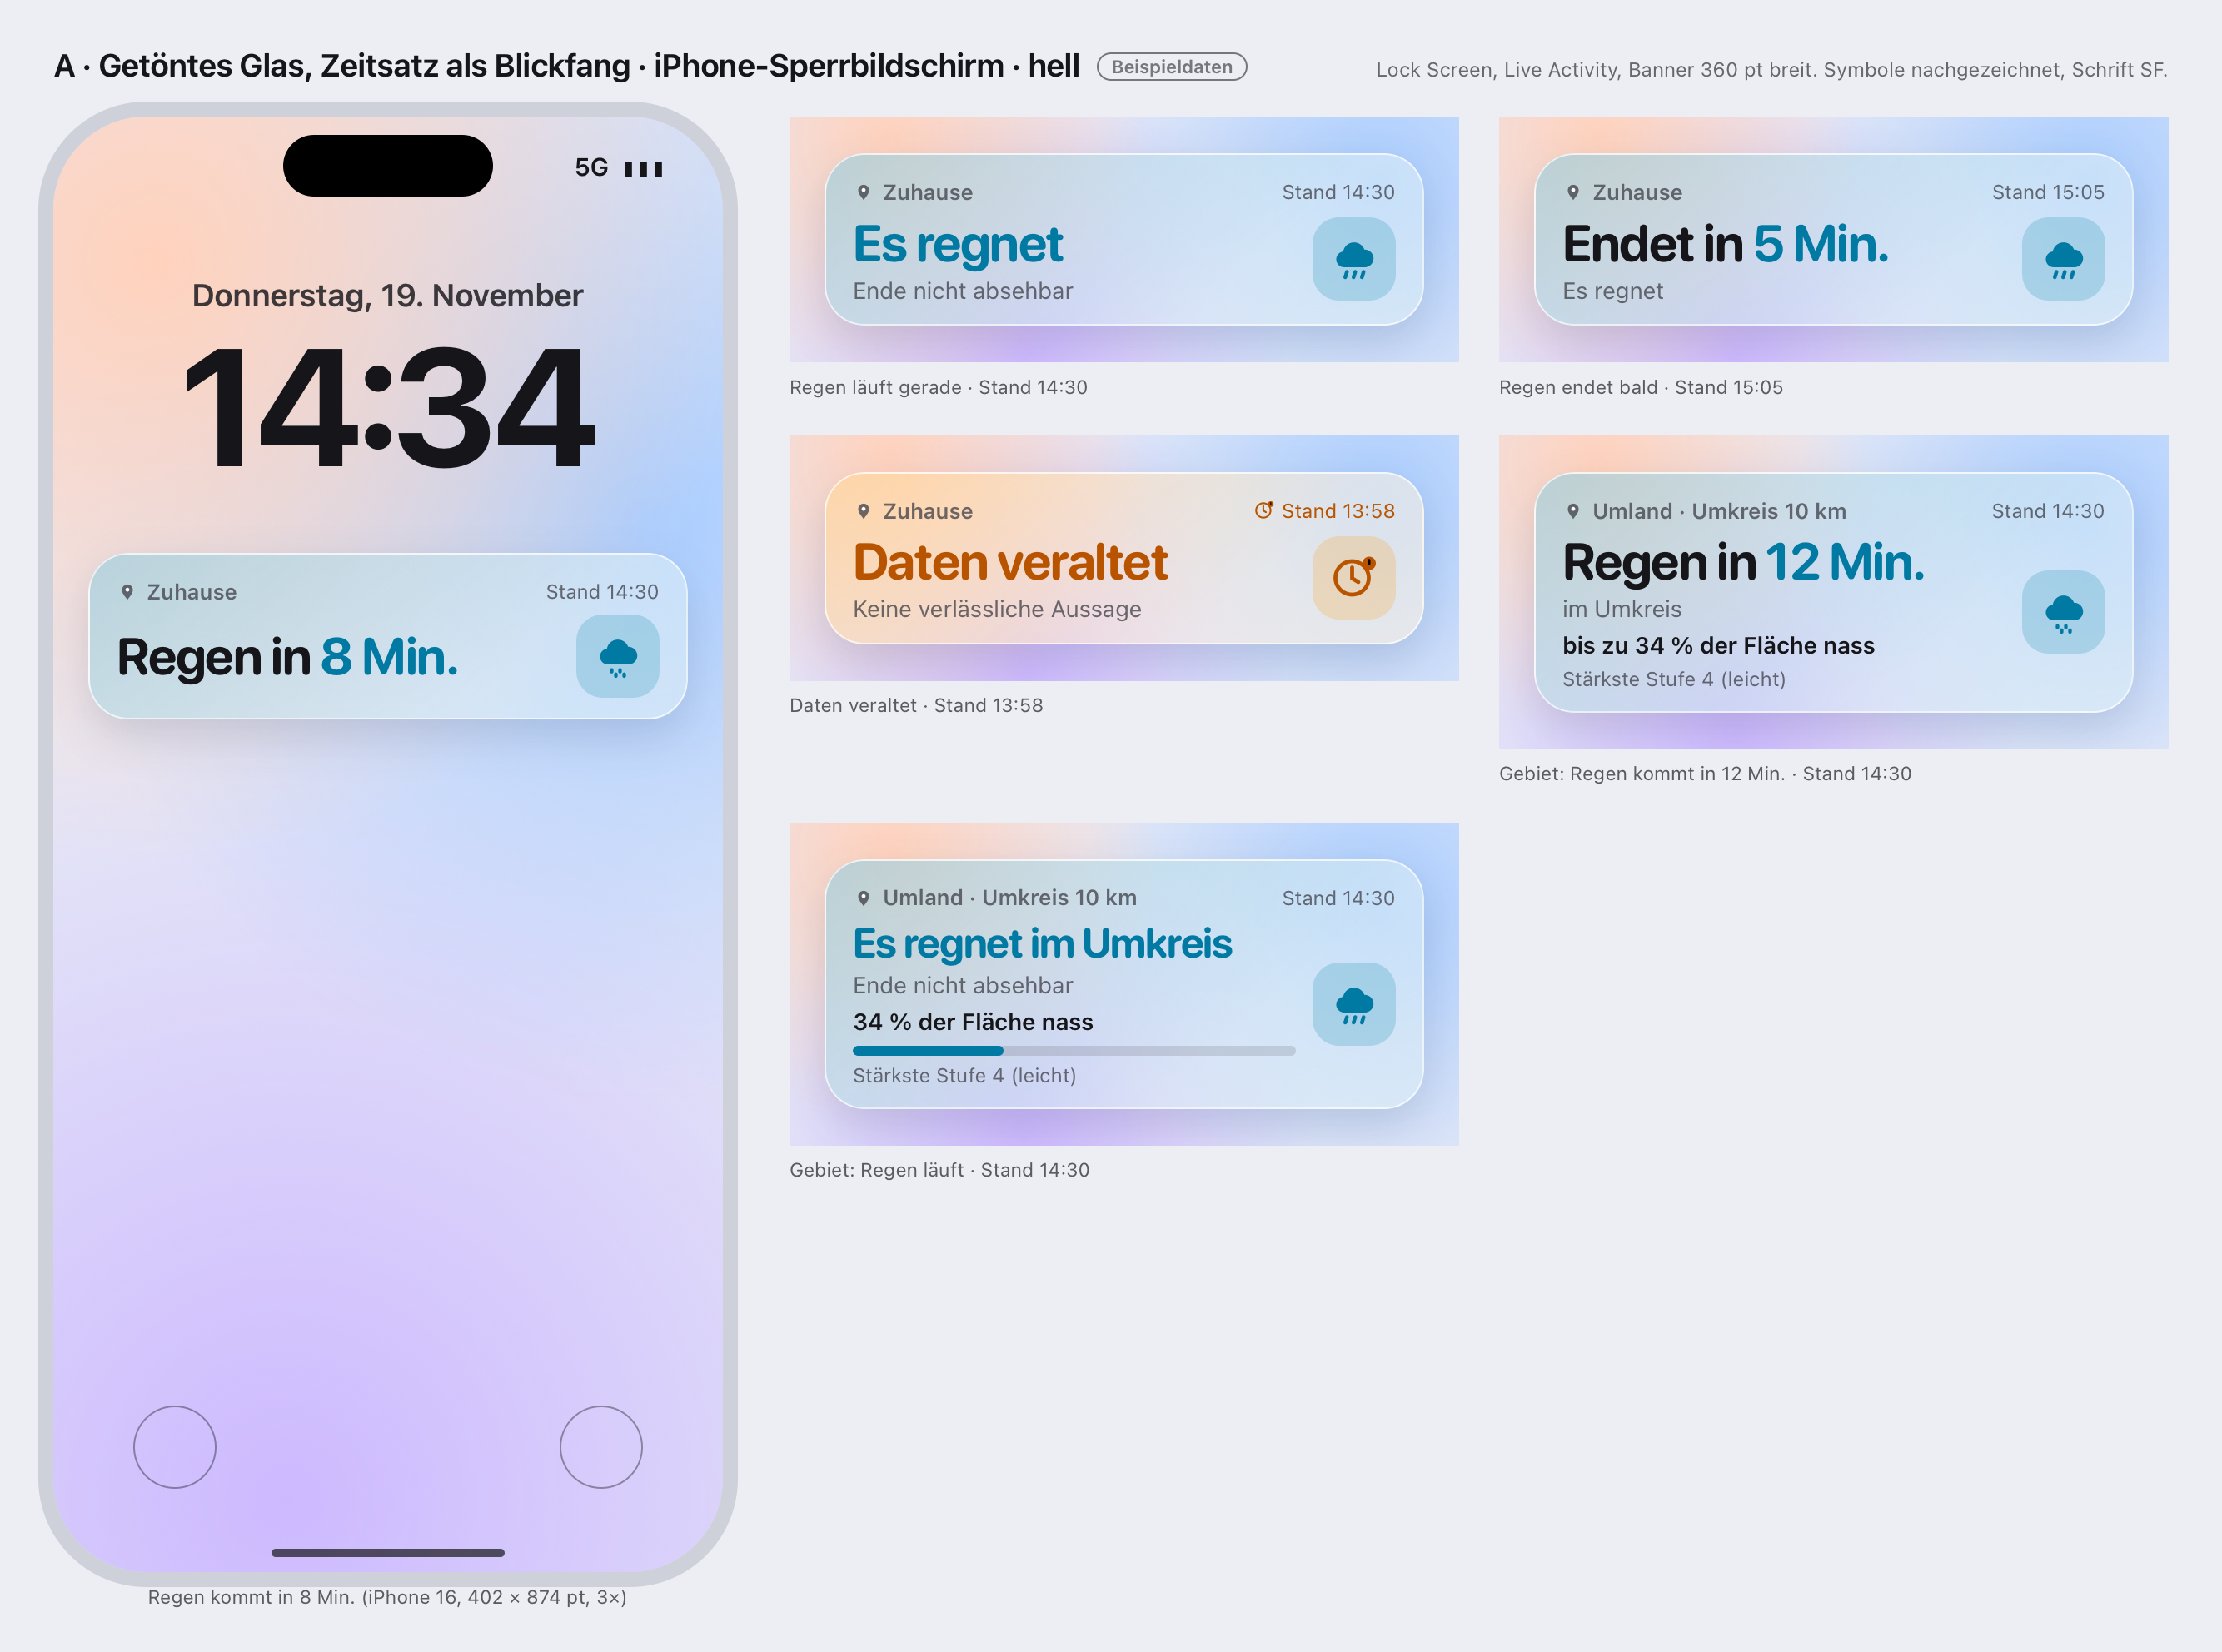 A · Getöntes Glas, Zeitsatz als Blickfang · iPhone-Sperrbildschirm · hell
Beispieldaten
Lock Screen, Live Activity, Banner 360 pt breit. Symbole nachgezeichnet, Schrift SF.
5G
Donnerstag, 19. November
14:34
Zuhause
Stand 14:30
Regen in 8 Min.
Regen kommt in 8 Min. (iPhone 16, 402 × 874 pt, 3×)
Zuhause
Stand 14:30
Es regnet
Ende nicht absehbar
Regen läuft gerade · Stand 14:30
Zuhause
Stand 15:05
Endet in 5 Min.
Es regnet
Regen endet bald · Stand 15:05
Zuhause
Stand 13:58
Daten veraltet
Keine verlässliche Aussage
Daten veraltet · Stand 13:58
Umland · Umkreis 10 km
Stand 14:30
Regen in 12 Min.
im Umkreis
bis zu 34 % der Fläche nass
Stärkste Stufe 4 (leicht)
Gebiet: Regen kommt in 12 Min. · Stand 14:30
Umland · Umkreis 10 km
Stand 14:30
Es regnet im Umkreis
Ende nicht absehbar
34 % der Fläche nass
Stärkste Stufe 4 (leicht)
Gebiet: Regen läuft · Stand 14:30